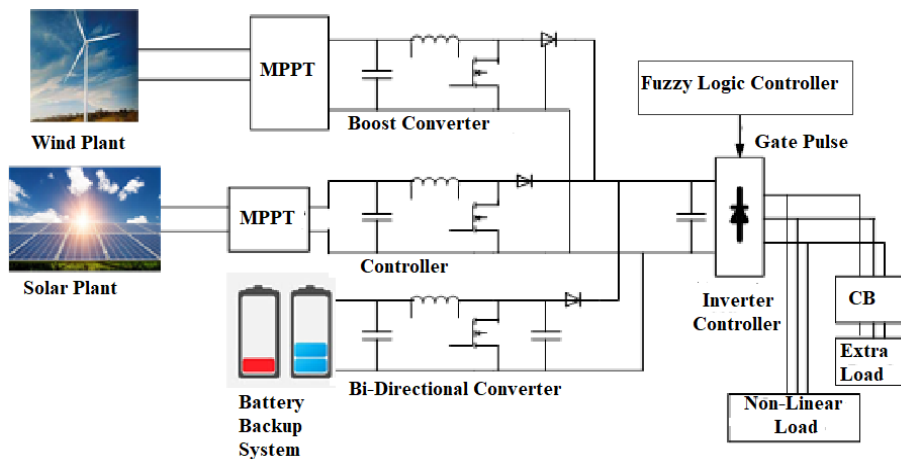 MPPT
Wind Plant
Boost Converter
Fuzzy Logic Controller
Gate Pulse
MPPT
Solar Plant
Controller
Inverter
Controller
CB
Extra
Load
Bi-Directional Converter
Battery
Backup
System
Non-Linear
Load